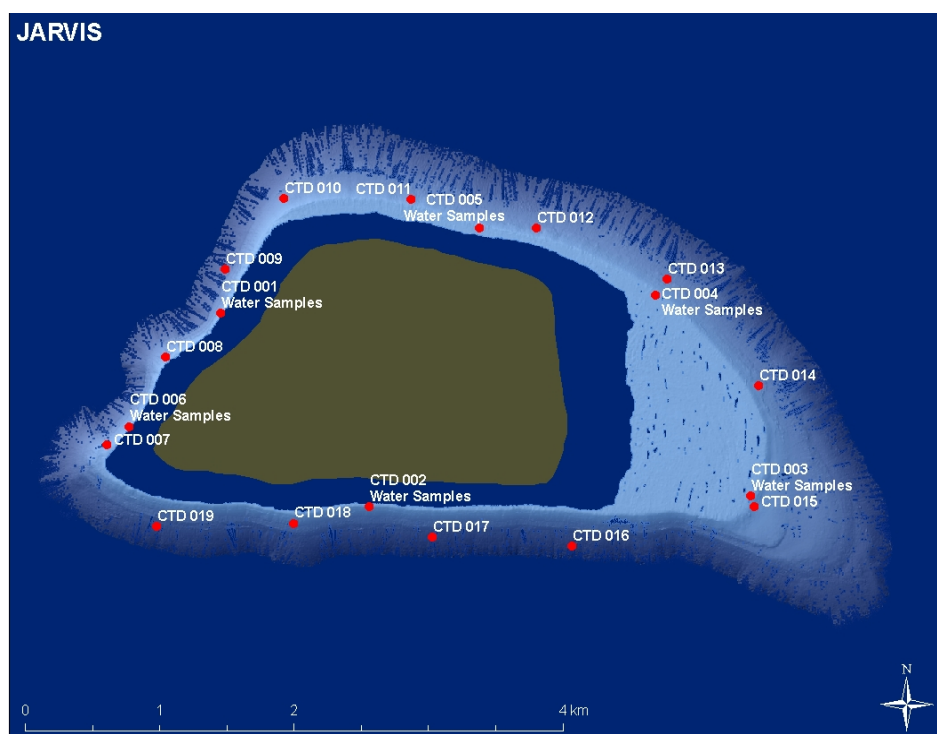 JARVIS
CTD 010
CTD 011
CTD 005
Water Samples
CTD 012
CTD 009
CTD 013
CTD 001
Water Samples
CTD 004
Water Samples
CTD 008
CTD 014
CTD 006
Water Samples
CTD 007
CTD 003
Water Samples
CTD 002
Water Samples
CTD 015
CTD 019
CTD 018
CTD 017
CTD 016
N
0 1 2 4 km